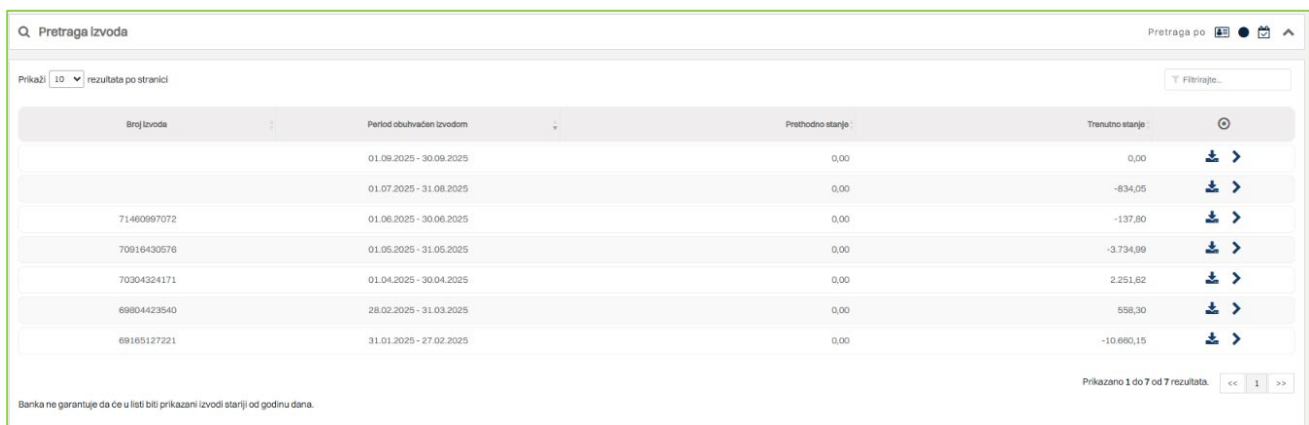 Pretraga izvoda Pretraga po
Prikaži 10 rezultata po stranici Filtrirajte...
Broj izvoda Period obuhvaćen izvodom Prethodno stanje Trenutno stanje
01.09.2025 - 30.09.2025 0,00 0,00
01.07.2025 - 31.08.2025 0,00 -834,05
71460997072 01.06.2025 - 30.06.2025 0,00 -137,80
70916430576 01.05.2025 - 31.05.2025 0,00 -3.734,99
70304324171 01.04.2025 - 30.04.2025 0,00 2.251,62
69804423540 28.02.2025 - 31.03.2025 0,00 558,30
69165127221 31.01.2025 - 27.02.2025 0,00 -10.660,15
Prikazano 1 do 7 od 7 rezultata. << 1 >>
Banka ne garantuje da će u listi biti prikazani izvodi stariji od godinu dana.